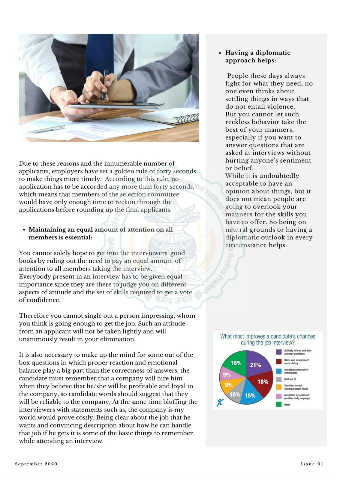 Due to these reasons and the innumerable number of
applicants, employers have set a golden rule of forty seconds
to make things more timely. According to this rule, no
application has to be accorded any more than forty seconds,
which means that members of the selection committee
would have only enough time to reckon through the
applications before rounding up the final applicants.
• Maintaining an equal amount of attention on all
members is essential:
You cannot solely hope to get into the interviewers' good
books by ruling out the need to pay an equal amount of
attention to all members taking the interview.
Everybody present in an interview has to be given equal
importance since they are there to judge you on different
aspects of attitude and the set of skills required to get a vote
of confidence.
Therefore you cannot single out a person impressing, whom
you think is going enough to get the job. Such an attitude
from an applicant will not be taken lightly and will
unanimously result in your elimination.
It is also necessary to make up the mind for some out of the
box questions in which proper reaction and emotional
balance play a big part than the correctness of answers, the
candidate must remember that a company will hire him
when they believe that he/she will be profitable and loyal to
the company, so candidate words should suggest that they
will be reliable to the company. At the same time bluffing the
interviewers with statements such as, the company is my
world would prove costly. Being clear about the job that he
wants and convincing description about how he can handle
that job if he gets it is some of the basic things to remember
while attending an interview.
• Having a diplomatic
approach helps:
People these days always
fight for what they need, no
one even thinks about
settling things in ways that
do not entail violence.
But you cannot let such
reckless behavior take the
best of your manners,
especially if you want to
answer questions that are
asked at interviews without
hurting anyone's sentiment
or belief.
While it is undoubtedly
acceptable to have an
opinion about things, but it
does not mean people are
going to overlook your
manners for the skills you
have to offer. So being on
neutral grounds or having a
diplomatic outlook in every
circumstance helps.
What most improves a candidate's chances
during the job interview?
21%
18%
15%
10%
9%
9%
16%
September 2020